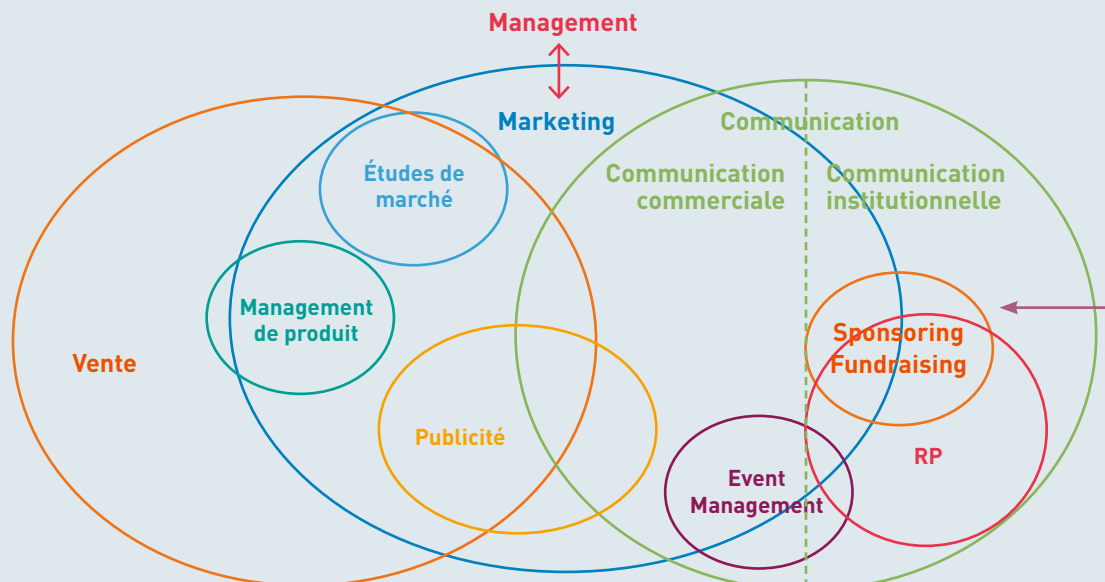 Management
Marketing
Communication
Études de
marché
Communication
commerciale
Communication
institutionnelle
Management
de produit
Vente
Sponsoring
Fundraising
Publicité
RP
Event
Management